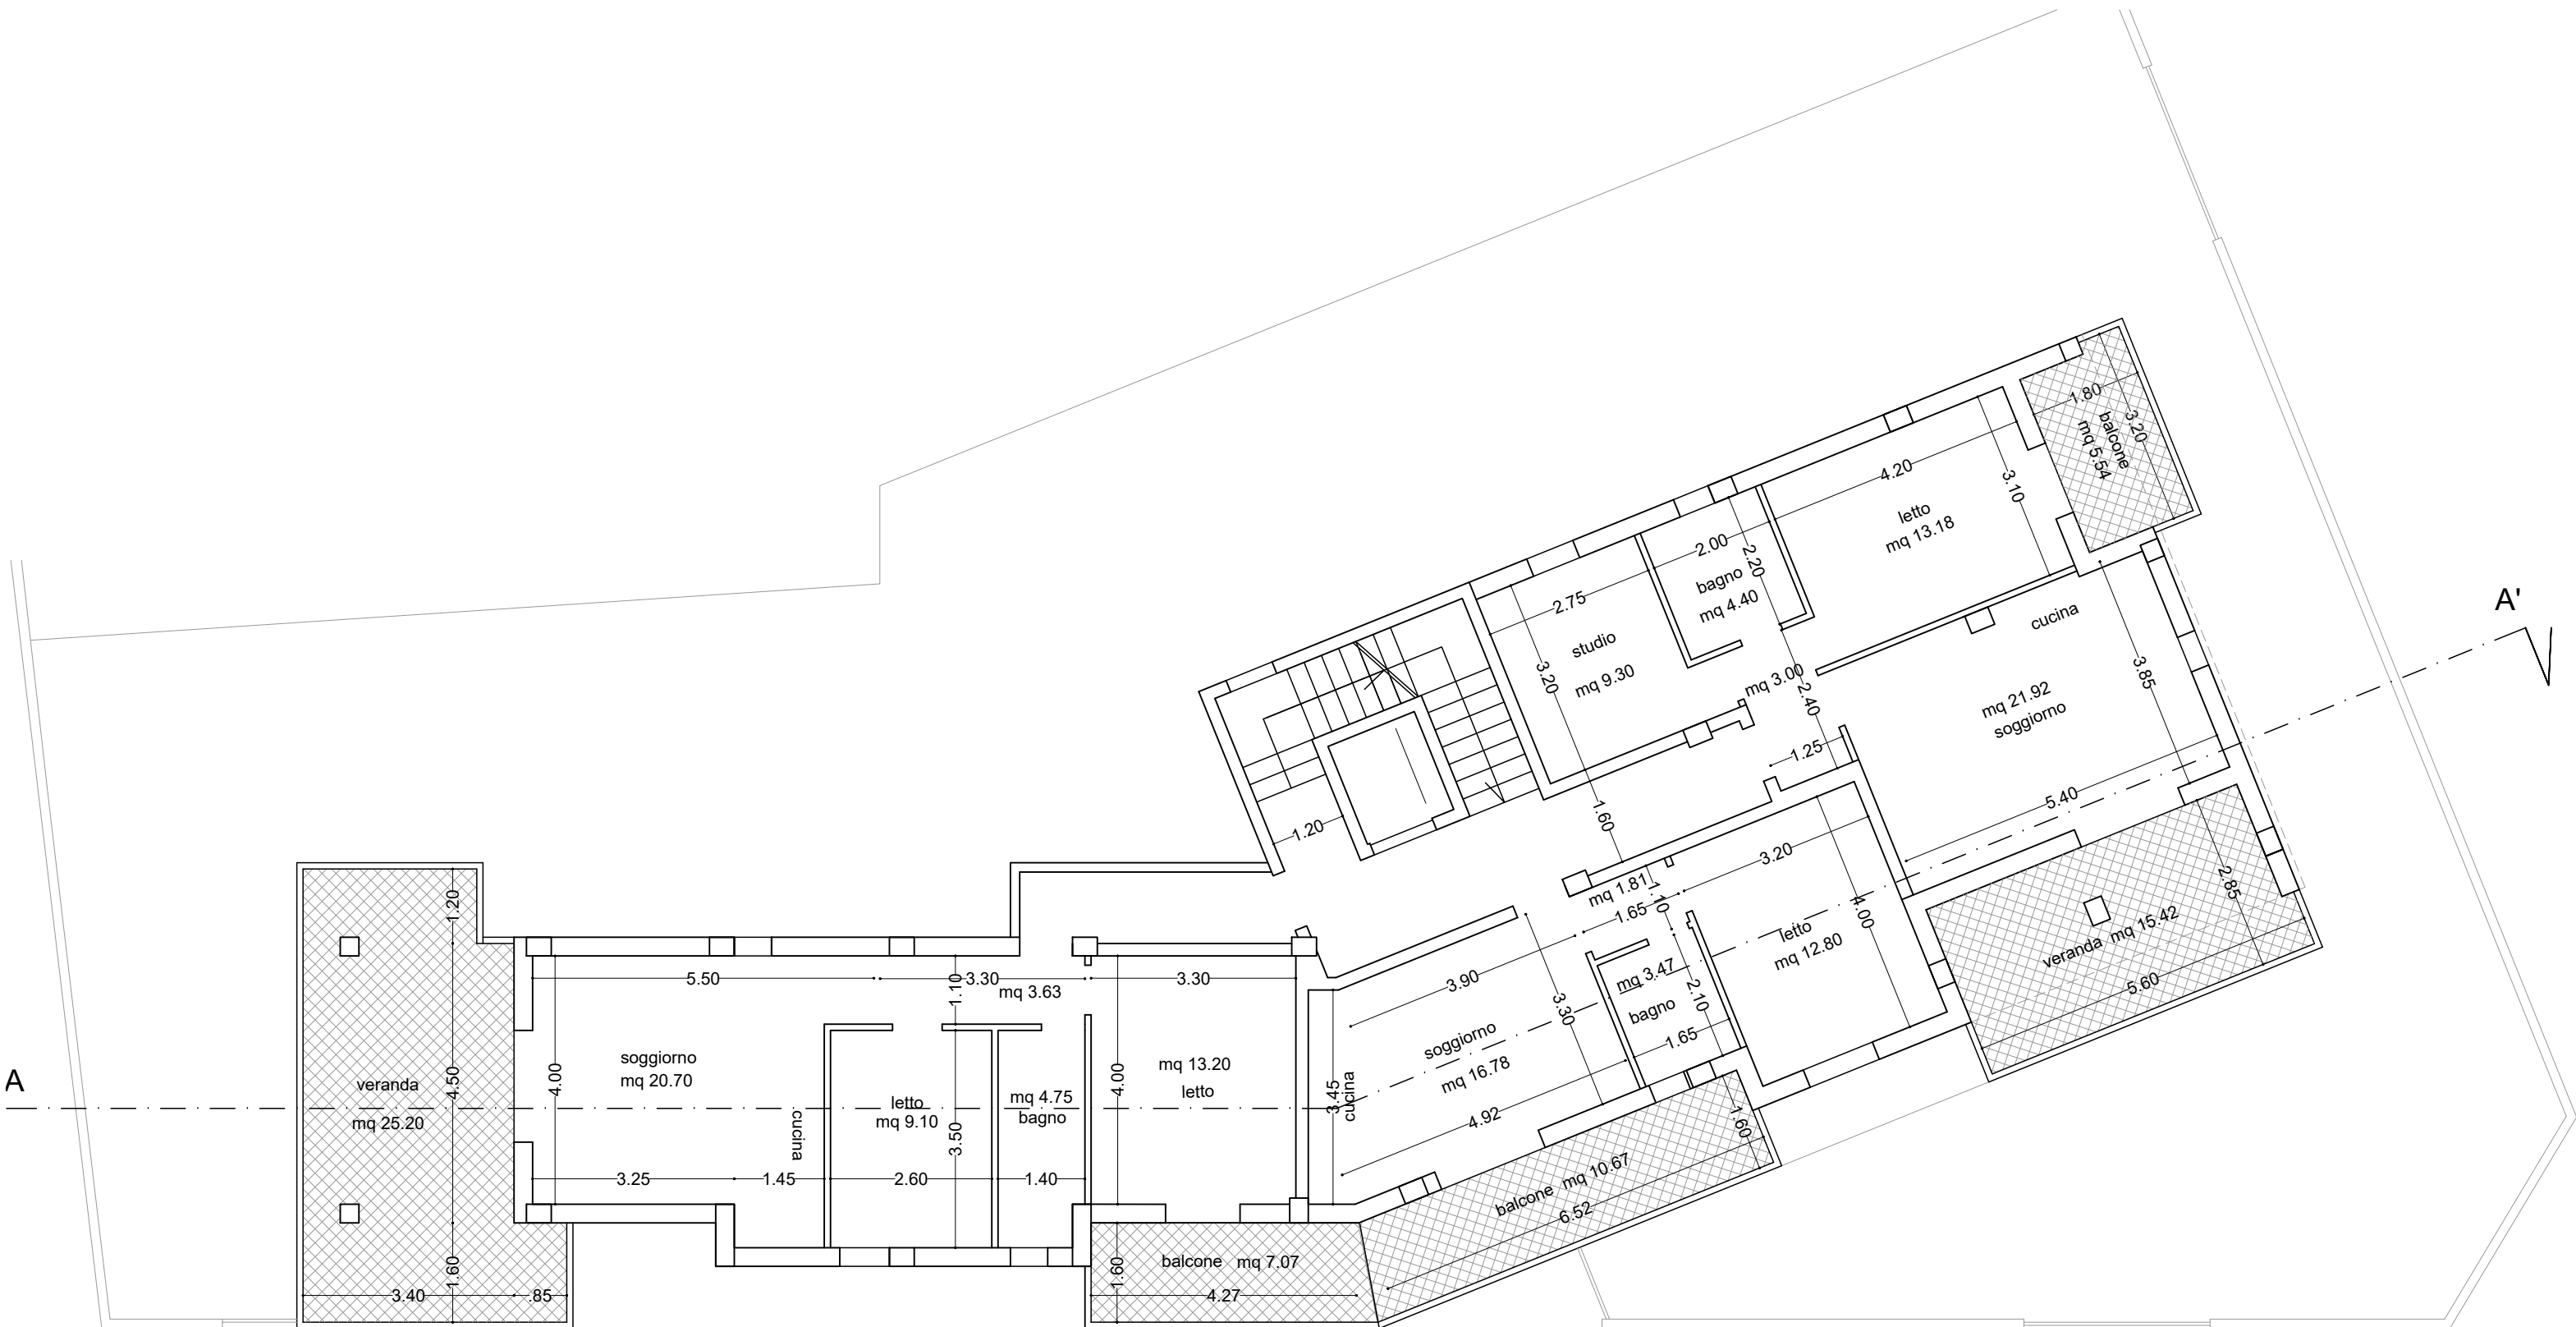 A'
1.80
3.20
balcone
mq 5.54
4.20
3.10
letto
mq 13.18
2.00
2.20
bagno
mq 4.40
2.75
studio
mq 9.30
3.20
mq 3.00
2.40
1.25
cucina
mq 21.92
soggiorno
3.85
5.40
1.20
1.60
3.20
mq 1.81
1.10
1.65
4.00
letto
mq 12.80
2.85
veranda mq 15.42
5.60
3.90
3.30
mq 3.47
bagno
2.10
1.65
soggiorno
mq 16.78
4.92
3.45
cucina
1.60
balcone mq 10.67
6.52
A
1.20
4.50
veranda
mq 25.20
1.60
3.40
.85
5.50
4.00
soggiorno
mq 20.70
cucina
3.25
1.45
3.30
1.10
mq 3.63
letto
mq 9.10
3.50
2.60
mq 4.75
bagno
1.40
3.30
4.00
mq 13.20
letto
balcone mq 7.07
1.60
4.27